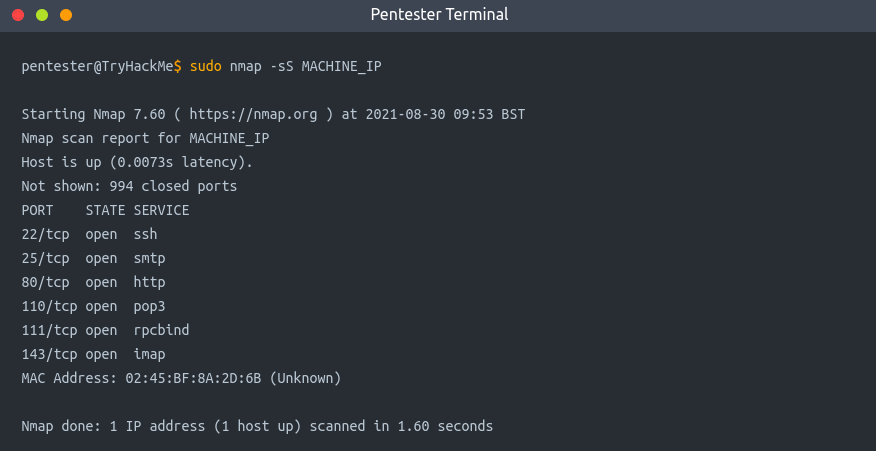 Pentester Terminal
pentester@TryHackMe$ sudo nmap -sS MACHINE_IP
Starting Nmap 7.60 ( https://nmap.org ) at 2021-08-30 09:53 BST
Nmap scan report for MACHINE_IP
Host is up (0.0073s latency).
Not shown: 994 closed ports
PORT    STATE SERVICE
22/tcp  open  ssh
25/tcp  open  smtp
80/tcp  open  http
110/tcp open  pop3
111/tcp open  rpcbind
143/tcp open  imap
MAC Address: 02:45:BF:8A:2D:6B (Unknown)
Nmap done: 1 IP address (1 host up) scanned in 1.60 seconds